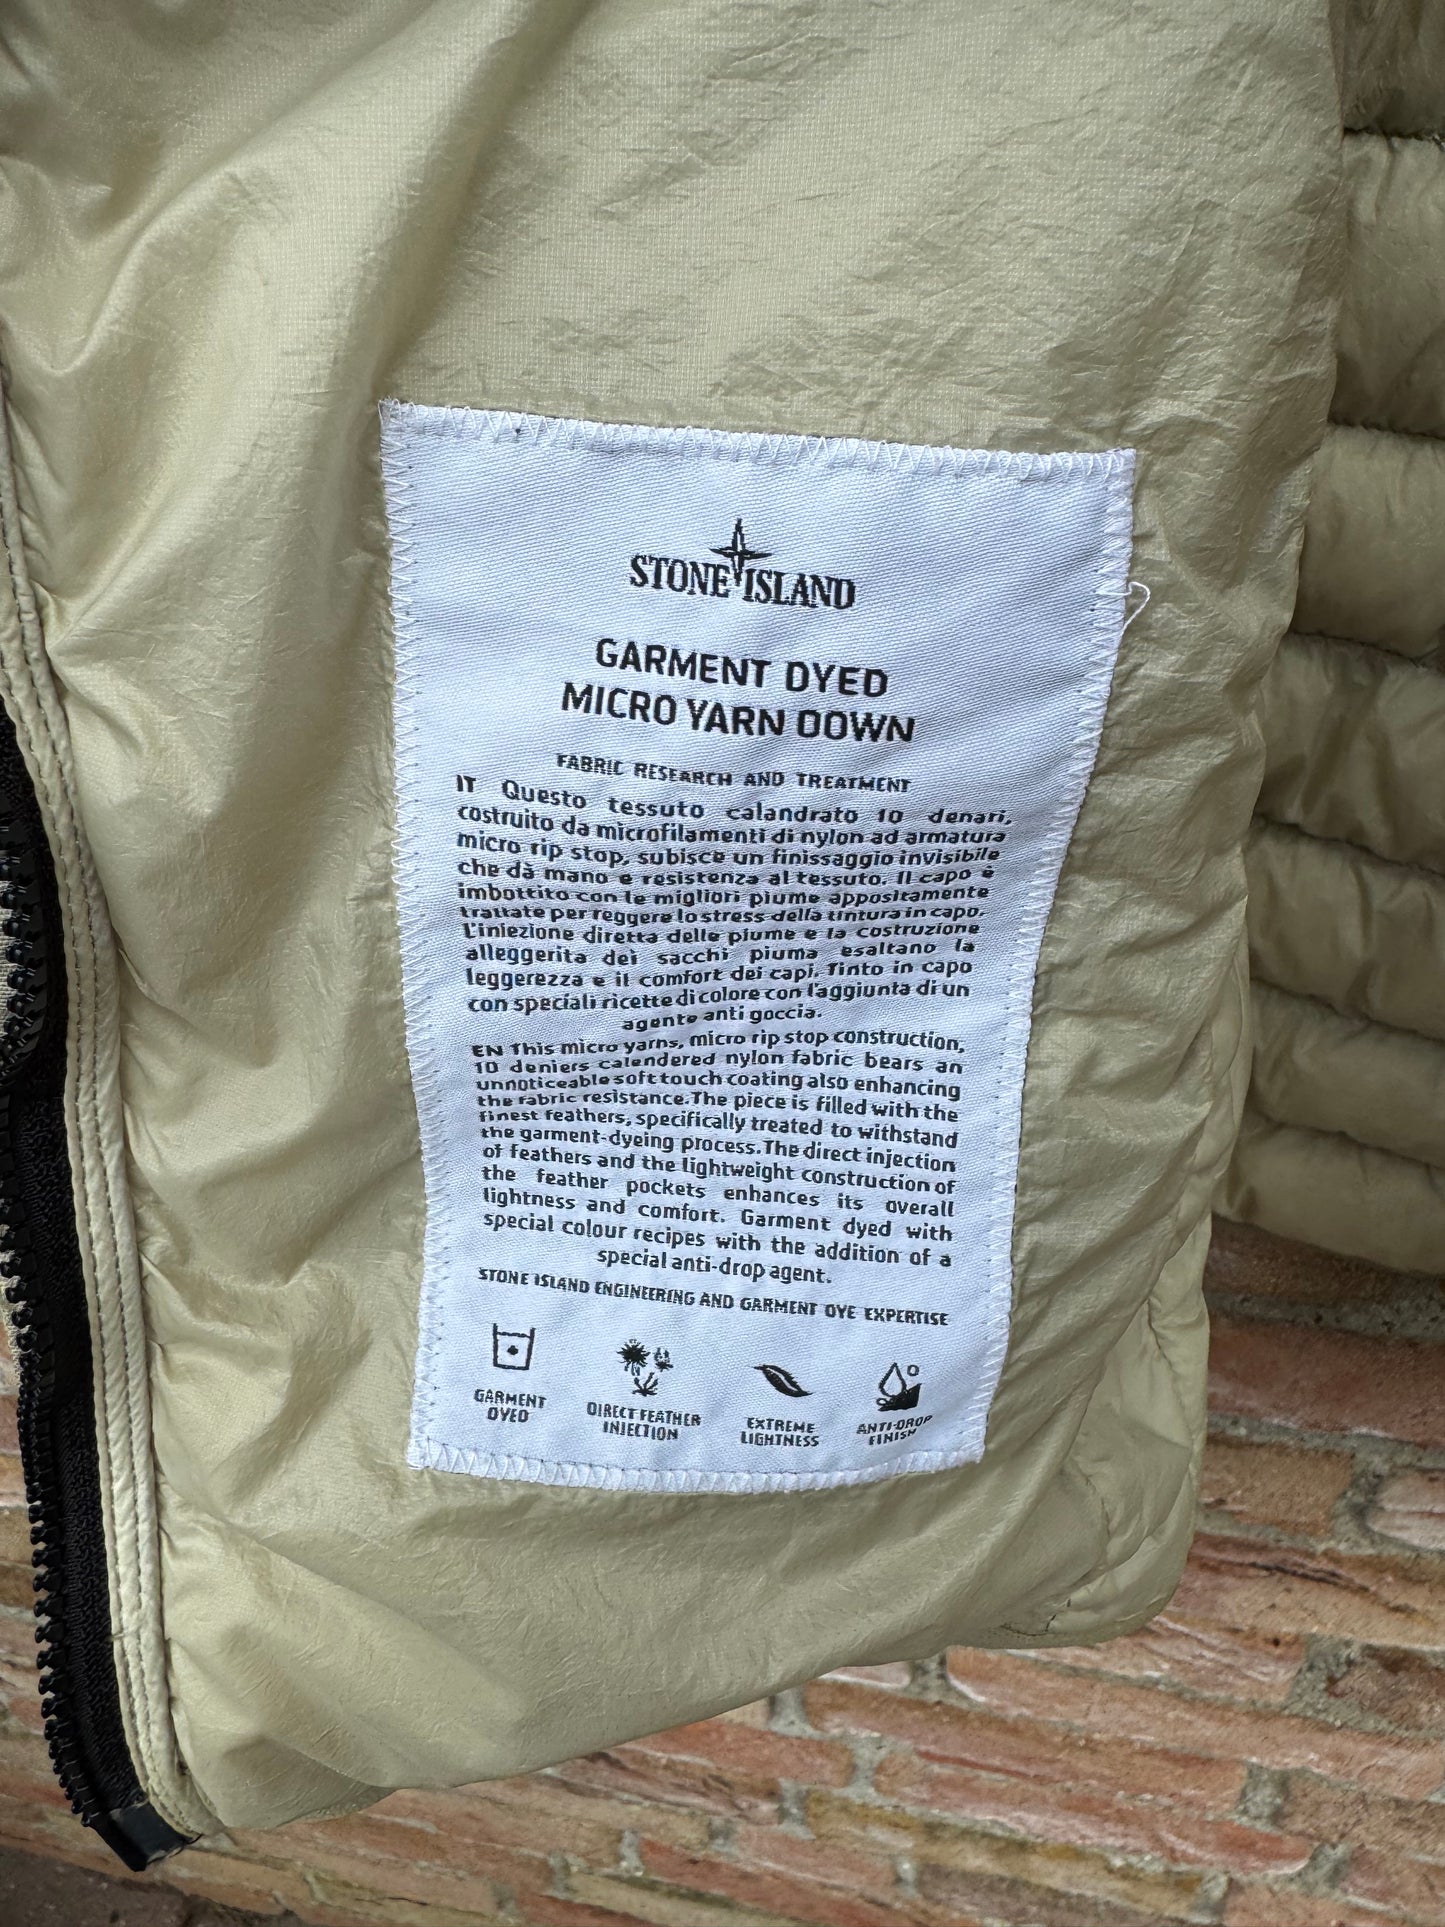 STONE ISLAND
GARMENT DYED
MICRO YARN DOWN
FABRIC RESEARCH AND TREATMENT
IT Questo tessuto calandrato 10 denari,
costruito da microfilamenti di nylon ad armatura
micro rip stop, subisce un finissaggio invisibile
che dà mano e resistenza al tessuto. Il capo è
imbottito con le migliori piume appositamente
trattate per reggere lo stress della tintura in capo.
L'iniezione diretta delle piume e la costruzione
alleggerita dei sacchi piuma esaltano la
leggerezza e il comfort dei capi. Tinto in capo
con speciali ricette di colore con l'aggiunta di un
agente anti goccia.
EN This micro yarns, micro rip stop construction,
10 deniers calendered nylon fabric bears an
unnoticeable soft touch coating also enhancing
the fabric resistance. The piece is filled with the
finest feathers, specifically treated to withstand
the garment-dyeing process. The direct injection
of feathers and the lightweight construction of
the feather pockets enhances its overall
lightness and comfort. Garment dyed with
special colour recipes with the addition of a
special anti-drop agent.
STONE ISLAND ENGINEERING AND GARMENT DYE EXPERTISE
GARMENT
DYED
DIRECT FEATHER
INJECTION
EXTREME
LIGHTNESS
ANTI-DROP
FINISH